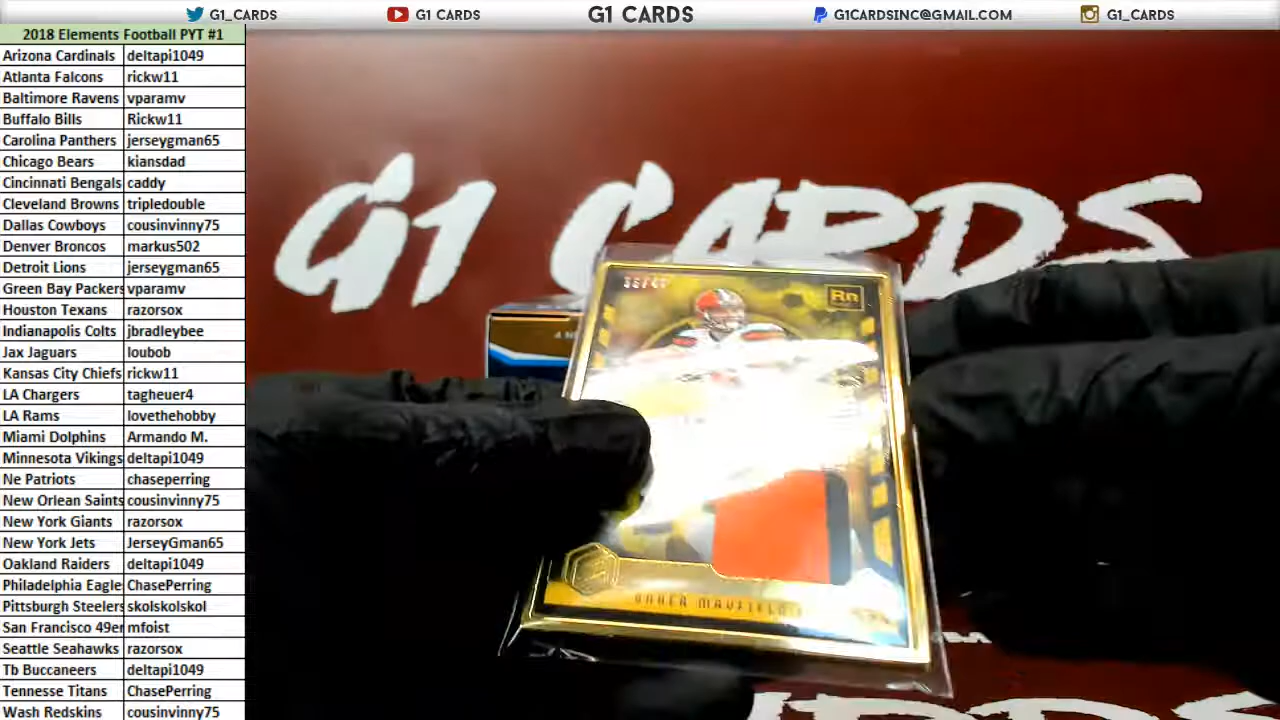 G1_CARDS G1 CARDS G1 CARDS G1CARDSINC@GMAIL.COM G1_CARDS
2018 Elements Football PYT #1
Arizona Cardinals deltapi1049
Atlanta Falcons rickw11
Baltimore Ravens vparamv
Buffalo Bills Rickw11
Carolina Panthers jerseygman65
Chicago Bears kiansdad
Cincinnati Bengals caddy
Cleveland Browns tripledouble
Dallas Cowboys cousinvinny75
Denver Broncos markus502
Detroit Lions jerseygman65
Green Bay Packers vparamv
Houston Texans razorsox
Indianapolis Colts jbradleybee
Jax Jaguars loubob
Kansas City Chiefs rickw11
LA Chargers tagheuer4
LA Rams lovethehobby
Miami Dolphins Armando M.
Minnesota Vikings deltapi1049
Ne Patriots chaseperring
New Orlean Saints cousinvinny75
New York Giants razorsox
New York Jets JerseyGman65
Oakland Raiders deltapi1049
Philadelphia Eagle ChasePerring
Pittsburgh Steelers skolskolskol
San Francisco 49er mfoist
Seattle Seahawks razorsox
Tb Buccaneers deltapi1049
Tennesse Titans ChasePerring
Wash Redskins cousinvinny75
G1 CARDS
Rn
BAKER MAYFIELD